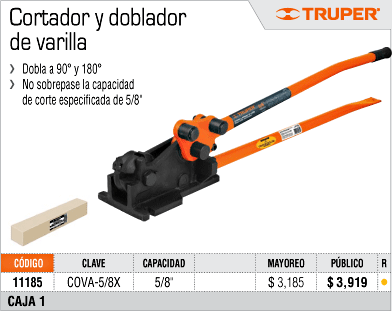 Cortador y doblador
de varilla
TRUPER
Dobla a 90° y 180°
No sobrepase la capacidad
de corte especificada de 5/8"
CÓDIGO CLAVE CAPACIDAD MAYOREO PÚBLICO R
11185 COVA-5/8X 5/8" $ 3,185 $ 3,919
CAJA 1